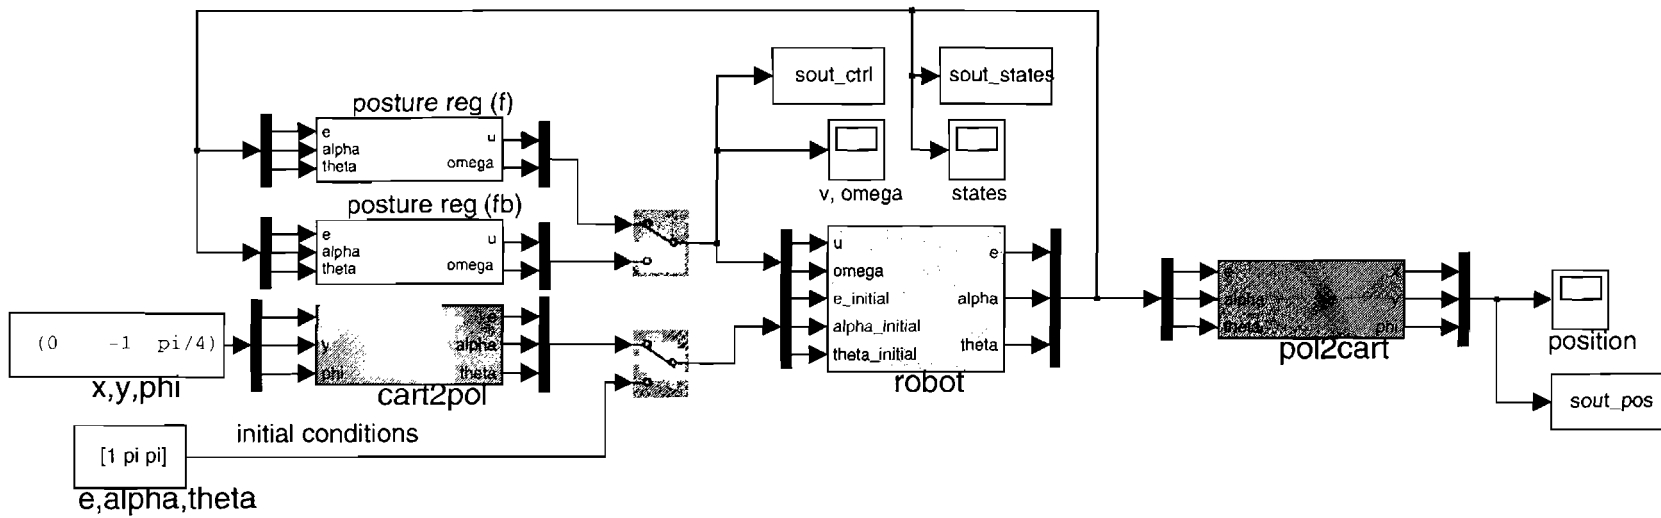 sout_ctrl
sout_states
posture reg (f)
e
alpha
theta
u
omega
v, omega
states
posture reg (fb)
e
alpha
theta
u
omega
u
omega
e_initial
alpha_initial
theta_initial
e
alpha
theta
robot
e
alpha
theta
x
y
phi
pol2cart
position
sout_pos
(0 -1 pi/4)
x,y,phi
y
phi
e
alpha
theta
cart2pol
initial conditions
[1 pi pi]
e,alpha,theta